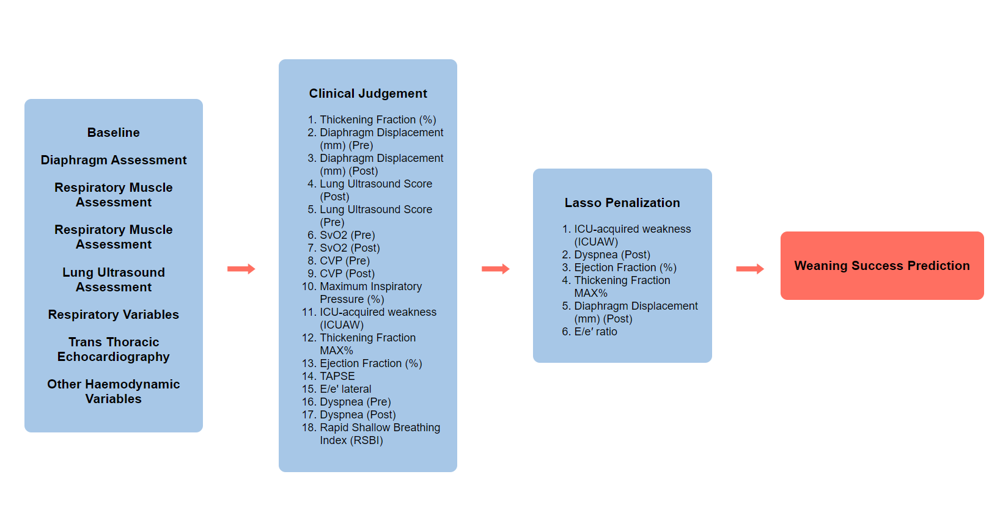 Baseline
Diaphragm Assessment
Respiratory Muscle
Assessment
Respiratory Muscle
Assessment
Lung Ultrasound
Assessment
Respiratory Variables
Trans Thoracic
Echocardiography
Other Haemodynamic
Variables
Clinical Judgement
1. Thickening Fraction (%)
2. Diaphragm Displacement
(mm) (Pre)
3. Diaphragm Displacement
(mm) (Post)
4. Lung Ultrasound Score
(Post)
5. Lung Ultrasound Score
(Pre)
6. SvO2 (Pre)
7. SvO2 (Post)
8. CVP (Pre)
9. CVP (Post)
10. Maximum Inspiratory
Pressure (%)
11. ICU-acquired weakness
(ICUAW)
12. Thickening Fraction
MAX%
13. Ejection Fraction (%)
14. TAPSE
15. E/e' lateral
16. Dyspnea (Pre)
17. Dyspnea (Post)
18. Rapid Shallow Breathing
Index (RSBI)
Lasso Penalization
1. ICU-acquired weakness
(ICUAW)
2. Dyspnea (Post)
3. Ejection Fraction (%)
4. Thickening Fraction
MAX%
5. Diaphragm Displacement
(mm) (Post)
6. E/e′ ratio
Weaning Success Prediction